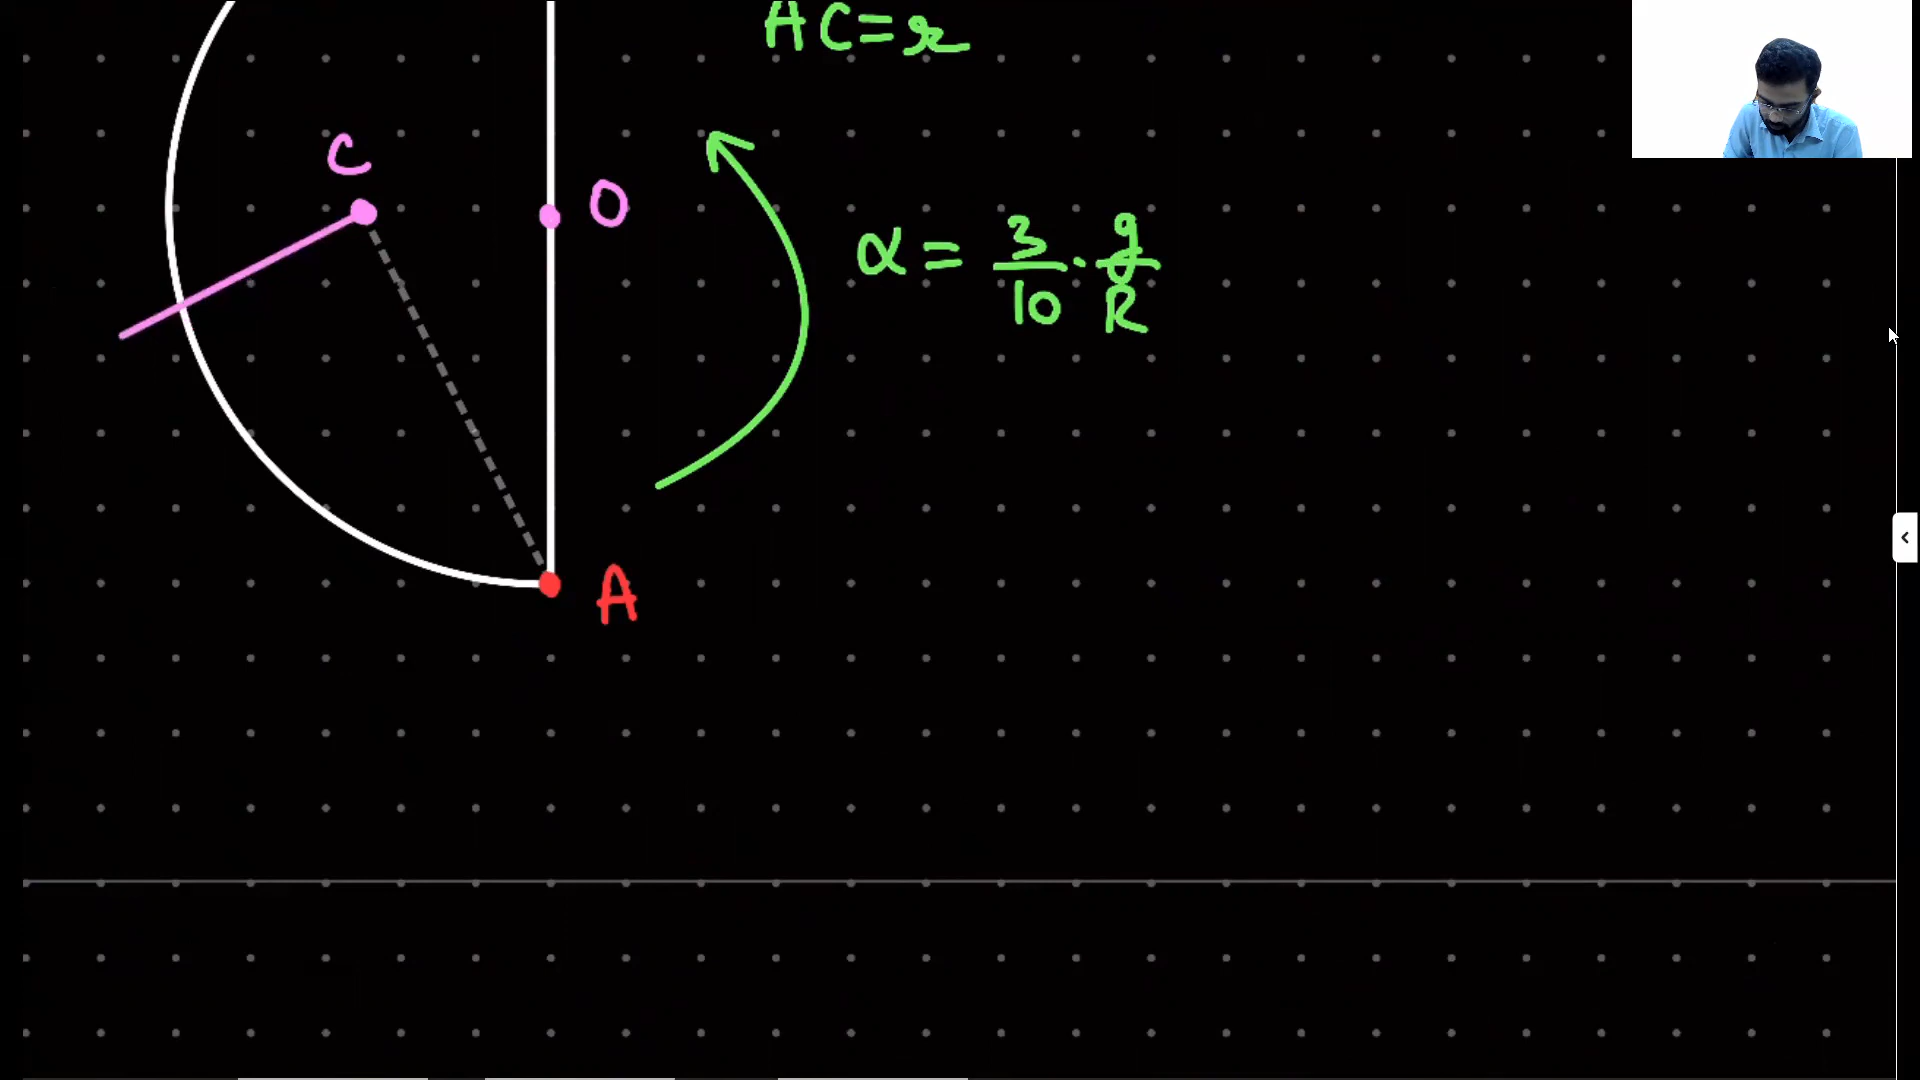 AC=r
C
O
α = 3/10 · g/R
A